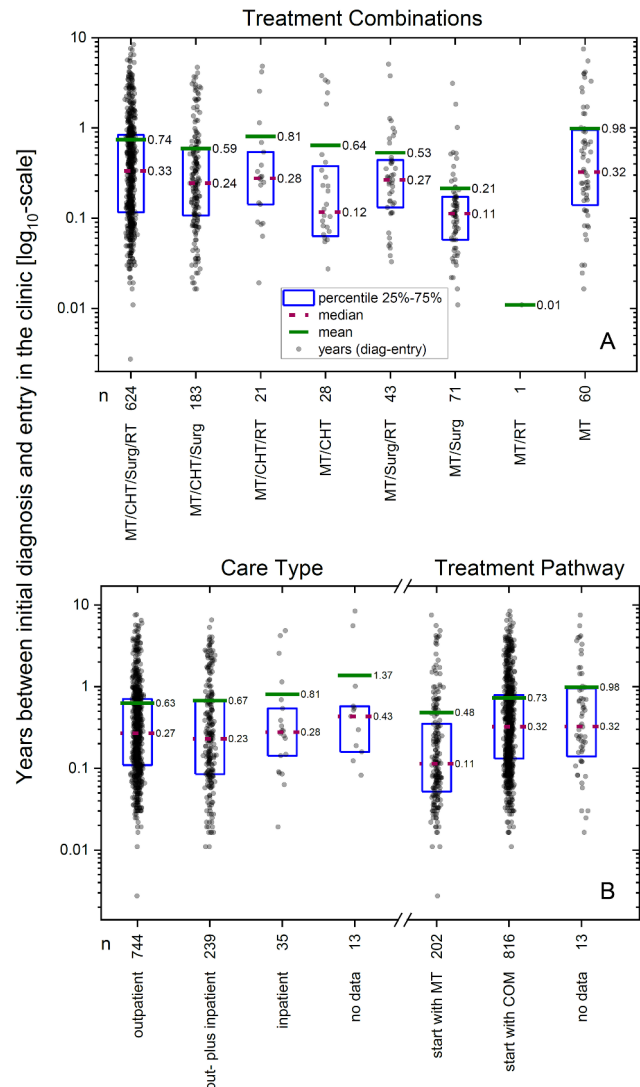 Treatment Combinations
Years between initial diagnosis and entry in the clinic [log₁₀-scale]
10
1
0.1
0.01
0.74
0.33
0.59
0.24
0.81
0.28
0.64
0.12
0.53
0.27
0.21
0.11
0.01
0.98
0.32
percentile 25%-75%
median
mean
years (diag-entry)
A
n 624 183 21 28 43 71 1 60
MT/CHT/Surg/RT
MT/CHT/Surg
MT/CHT/RT
MT/CHT
MT/Surg/RT
MT/Surg
MT/RT
MT
Care Type
Treatment Pathway
10
1
0.1
0.01
0.63
0.27
0.67
0.23
0.81
0.28
1.37
0.43
0.48
0.11
0.73
0.32
0.98
0.32
B
n 744 239 35 13 202 816 13
outpatient
out- plus inpatient
inpatient
no data
start with MT
start with COM
no data